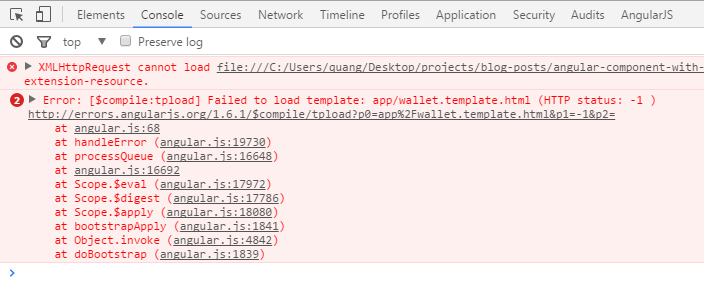 Elements Console Sources Network Timeline Profiles Application Security Audits AngularJS
top Preserve log
XMLHttpRequest cannot load file:///C:/Users/quang/Desktop/projects/blog-posts/angular-component-with-
extension-resource.
2 Error: [$compile:tpload] Failed to load template: app/wallet.template.html (HTTP status: -1 )
http://errors.angularjs.org/1.6.1/$compile/tpload?p0=app%2Fwallet.template.html&p1=-1&p2=
at angular.js:68
at handleError (angular.js:19730)
at processQueue (angular.js:16648)
at angular.js:16692
at Scope.$eval (angular.js:17972)
at Scope.$digest (angular.js:17786)
at Scope.$apply (angular.js:18080)
at bootstrapApply (angular.js:1841)
at Object.invoke (angular.js:4842)
at doBootstrap (angular.js:1839)